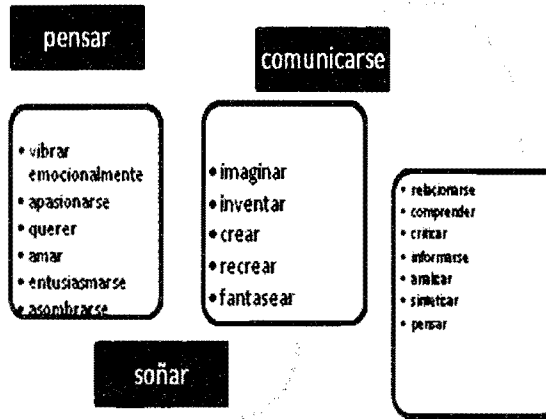 pensar
comunicarse
• vibrar
emocionalmente
• apasionarse
• querer
• amar
• entusiasmarse
• asombrarse
• imaginar
• inventar
• crear
• recrear
• fantasear
• relacionarse
• comprender
• criticar
• informarse
• analizar
• sintetizar
• pensar
soñar